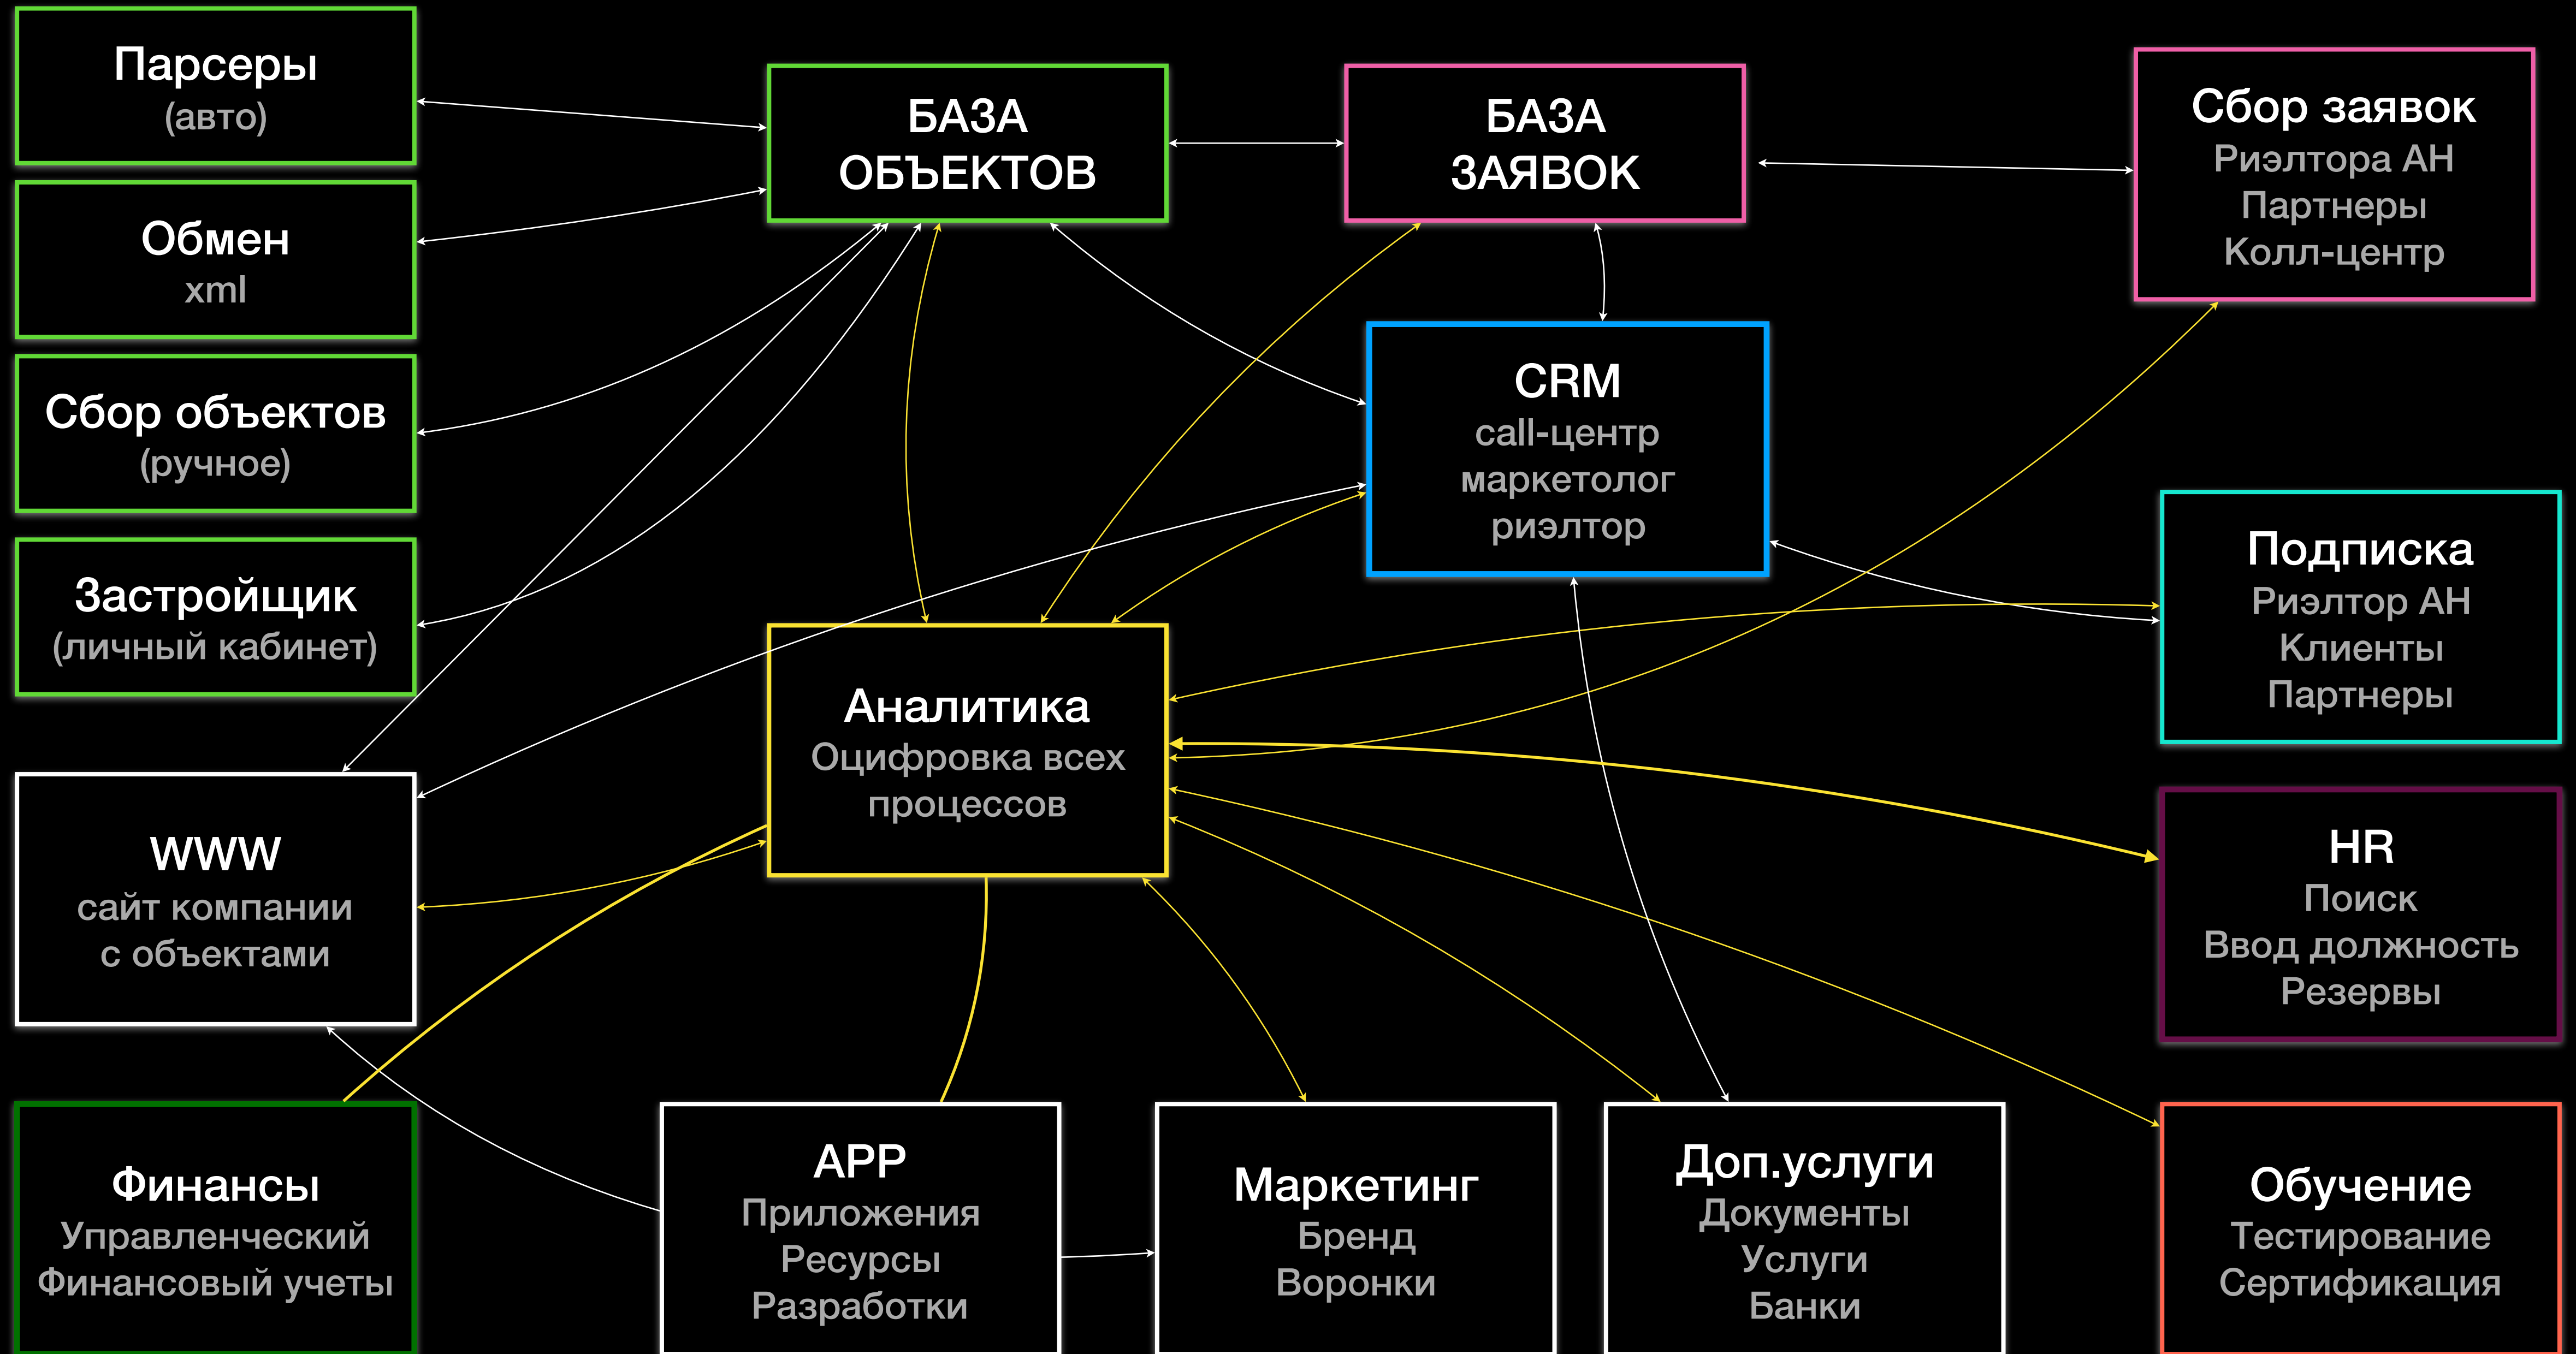 Парсеры
(авто)
БАЗА
ОБЪЕКТОВ
БАЗА
ЗАЯВОК
Сбор заявок
Риэлтора АН
Партнеры
Колл-центр
Обмен
xml
Сбор объектов
(ручное)
CRM
call-центр
маркетолог
риэлтор
Застройщик
(личный кабинет)
Подписка
Риэлтор АН
Клиенты
Партнеры
Аналитика
Оцифровка всех
процессов
WWW
сайт компании
с объектами
HR
Поиск
Ввод должность
Резервы
Финансы
Управленческий
Финансовый учеты
APP
Приложения
Ресурсы
Разработки
Маркетинг
Бренд
Воронки
Доп.услуги
Документы
Услуги
Банки
Обучение
Тестирование
Сертификация